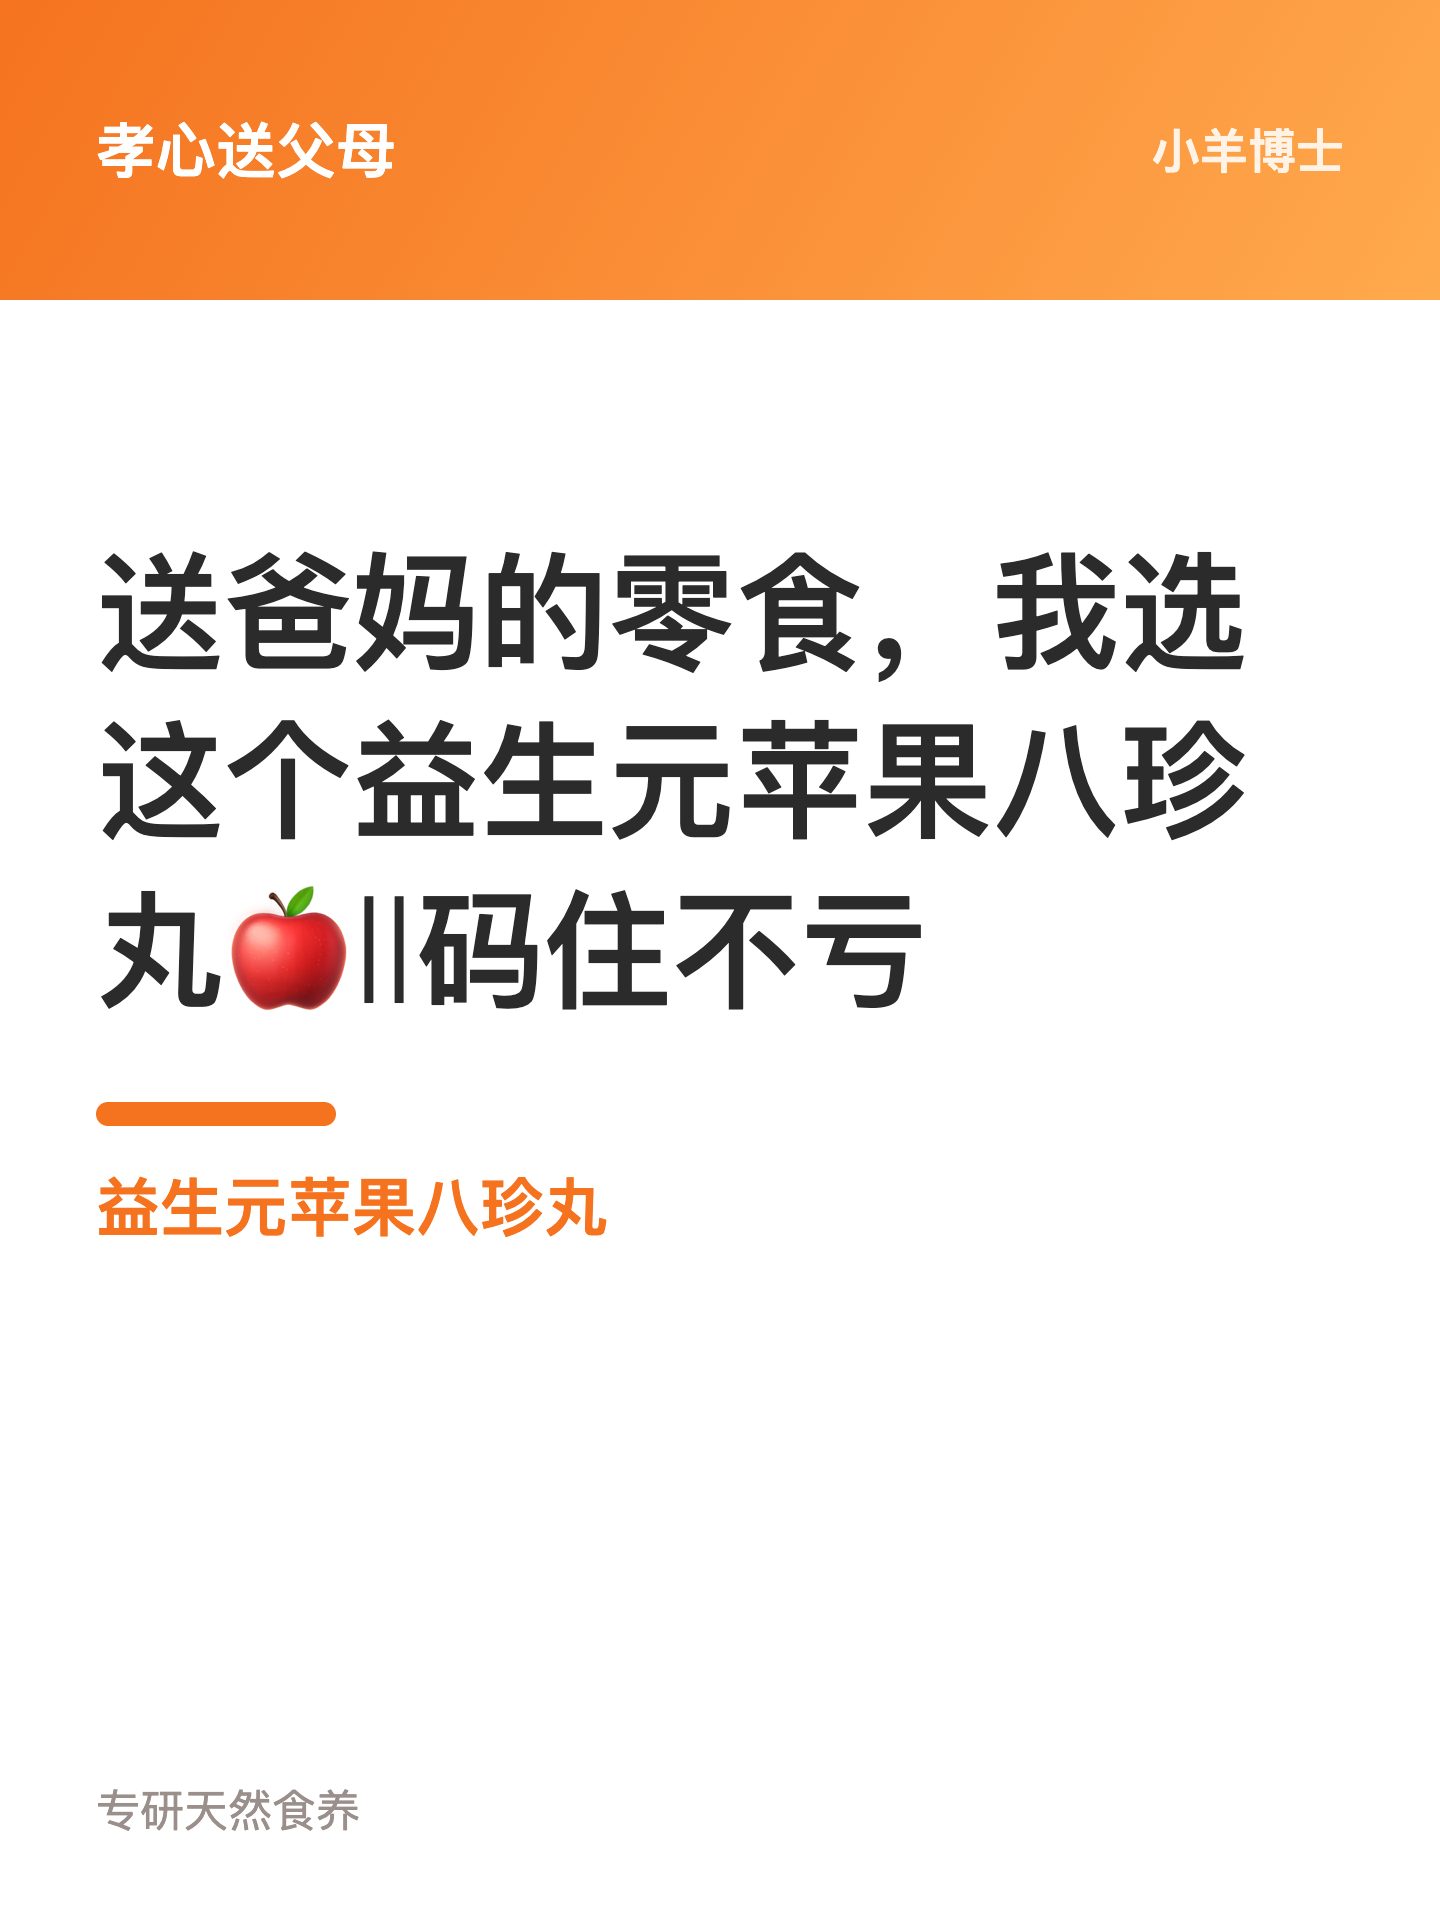 孝心送父母
小羊博士
送爸妈的零食，我选
这个益生元苹果八珍
丸🍎||码住不亏
益生元苹果八珍丸
专研天然食养